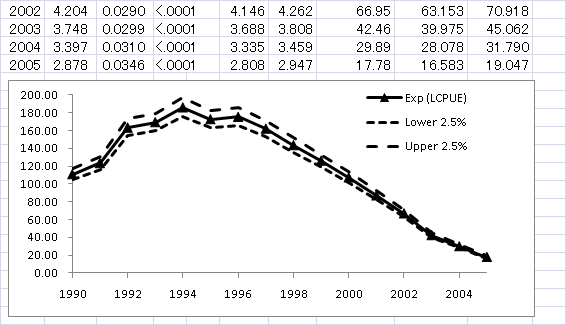 2002 4.204 0.0290 <.0001 4.146 4.262 66.95 63.153 70.918
2003 3.748 0.0299 <.0001 3.688 3.808 42.46 39.975 45.062
2004 3.397 0.0310 <.0001 3.335 3.459 29.89 28.078 31.790
2005 2.878 0.0346 <.0001 2.808 2.947 17.78 16.583 19.047
200.00
180.00
160.00
140.00
120.00
100.00
80.00
60.00
40.00
20.00
0.00
Exp (LCPUE)
Lower 2.5%
Upper 2.5%
1990 1992 1994 1996 1998 2000 2002 2004